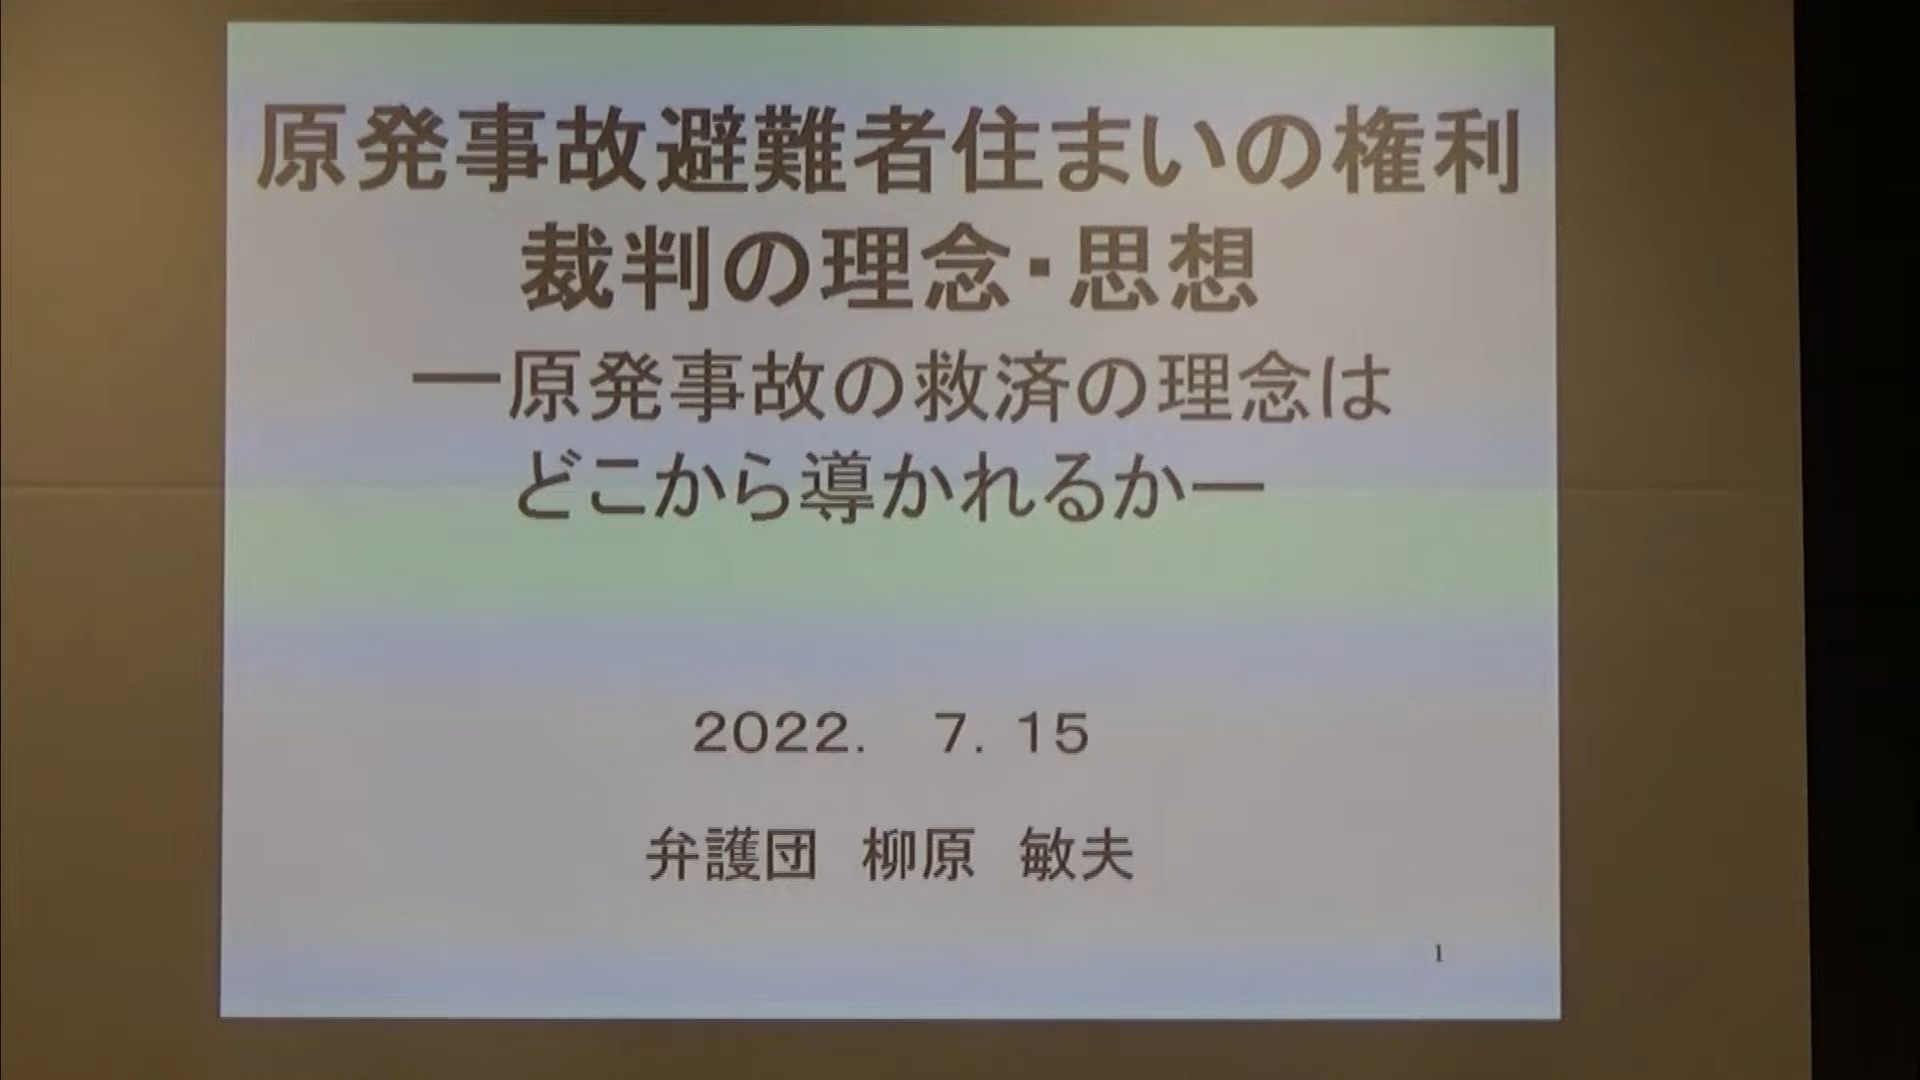 原発事故避難者住まいの権利
裁判の理念・思想
―原発事故の救済の理念は
どこから導かれるか―
2022. 7. 15
弁護団 柳原 敏夫
1